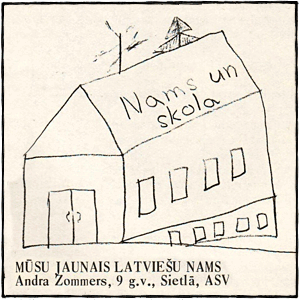 Nams un
skola
MŪSU JAUNAIS LATVIEŠU NAMS
Andra Zommers, 9 g.v., Sietlā, ASV